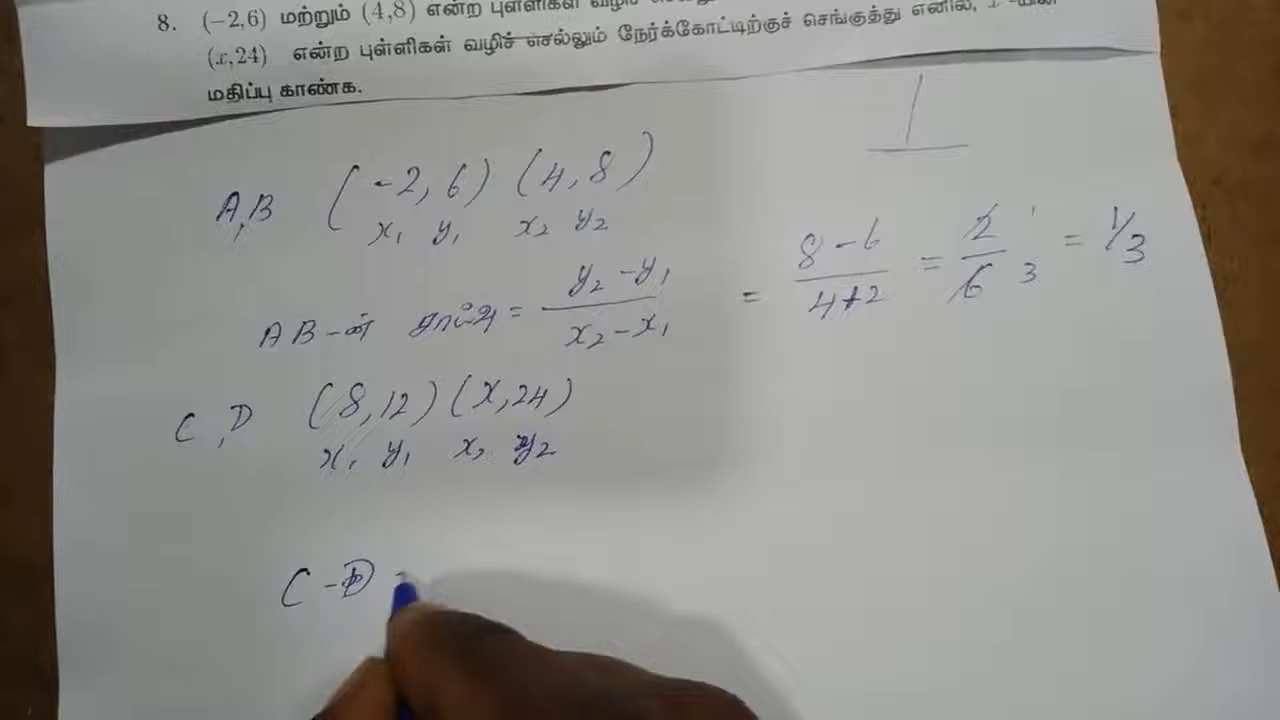 8. (−2,6) மற்றும் (4,8) என்ற புள்ளிகள் வழிச்
(x,24) என்ற புள்ளிகள் வழிச் செல்லும் நேர்க்கோட்டிற்குச் செங்குத்து எனில்,
மதிப்பு காண்க.
A,B (-2, 6) (4, 8)
x₁ y₁ x₂ y₂
AB-ன் சாய்வு = y₂ - y₁ / x₂ - x₁ = 8 - 6 / 4+2 = 2 / 6 1 3 = 1/3
C,D (8,12) (x,24)
x₁ y₁ x₂ y₂
C-D